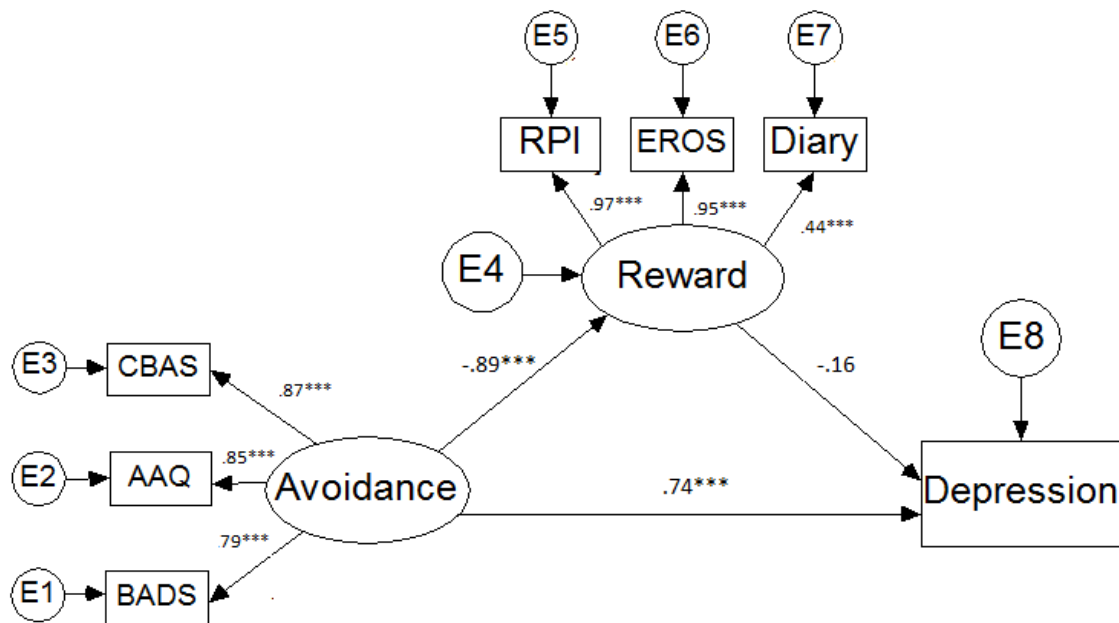 E5
E6
E7
RPI
EROS
Diary
.97***
.95***
.44***
E4
Reward
E8
E3
CBAS
.87***
-.89***
-.16
E2
AAQ
.85***
Avoidance
.74***
Depression
.79***
E1
BADS